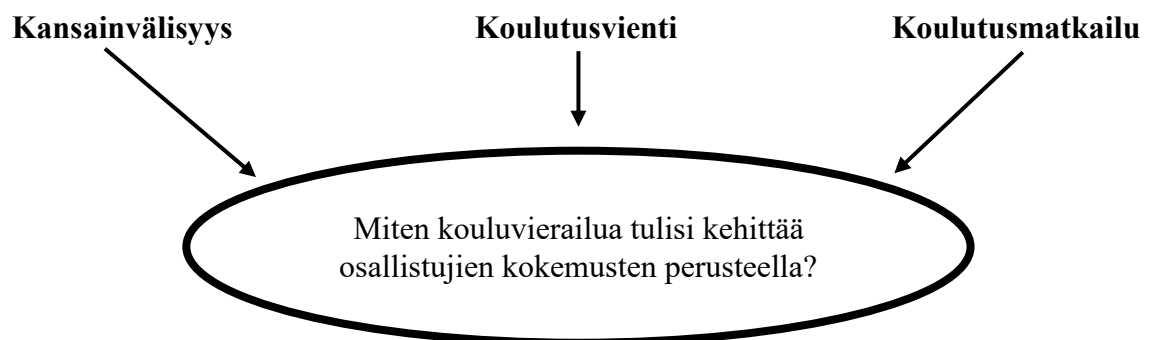 Kansainvälisyys Koulutusvienti Koulutusmatkailu
Miten kouluvierailua tulisi kehittää
osallistujien kokemusten perusteella?